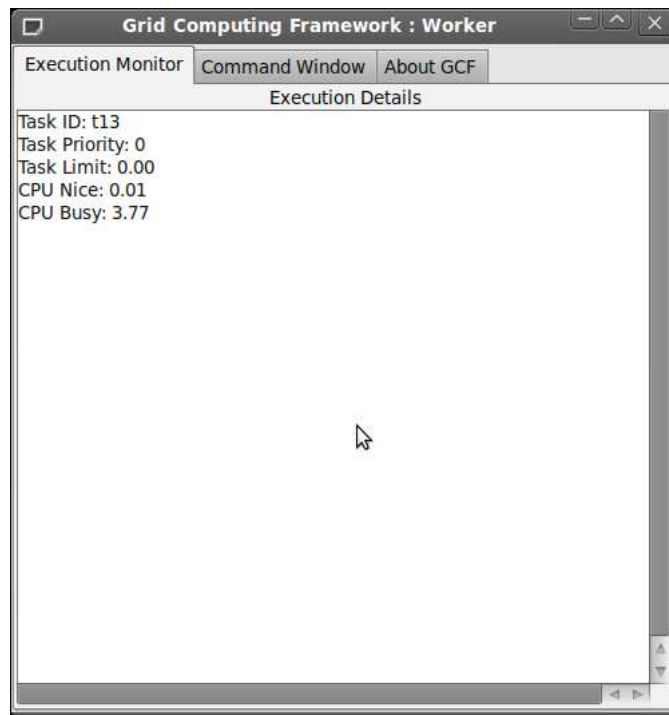 Grid Computing Framework : Worker
Execution Monitor Command Window About GCF
Execution Details
Task ID: t13
Task Priority: 0
Task Limit: 0.00
CPU Nice: 0.01
CPU Busy: 3.77